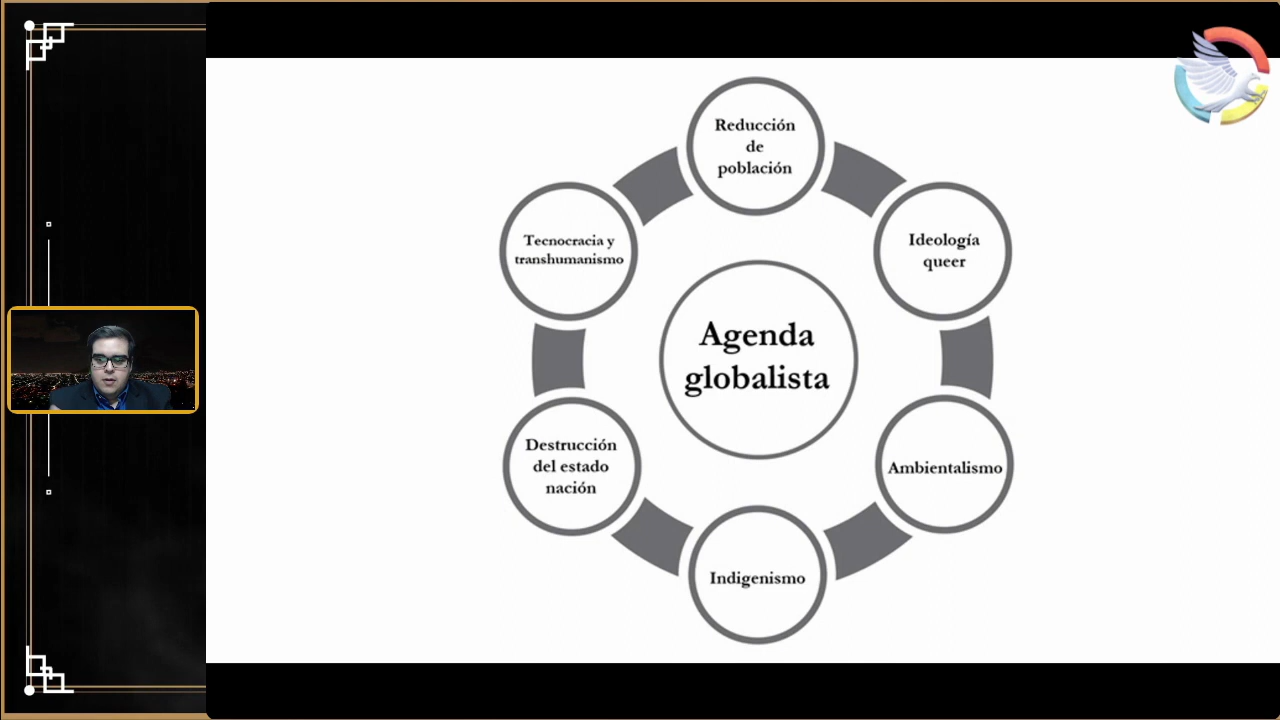 Reducción
de
población
Ideología
queer
Ambientalismo
Indigenismo
Destrucción
del estado
nación
Tecnocracia y
transhumanismo
Agenda
globalista